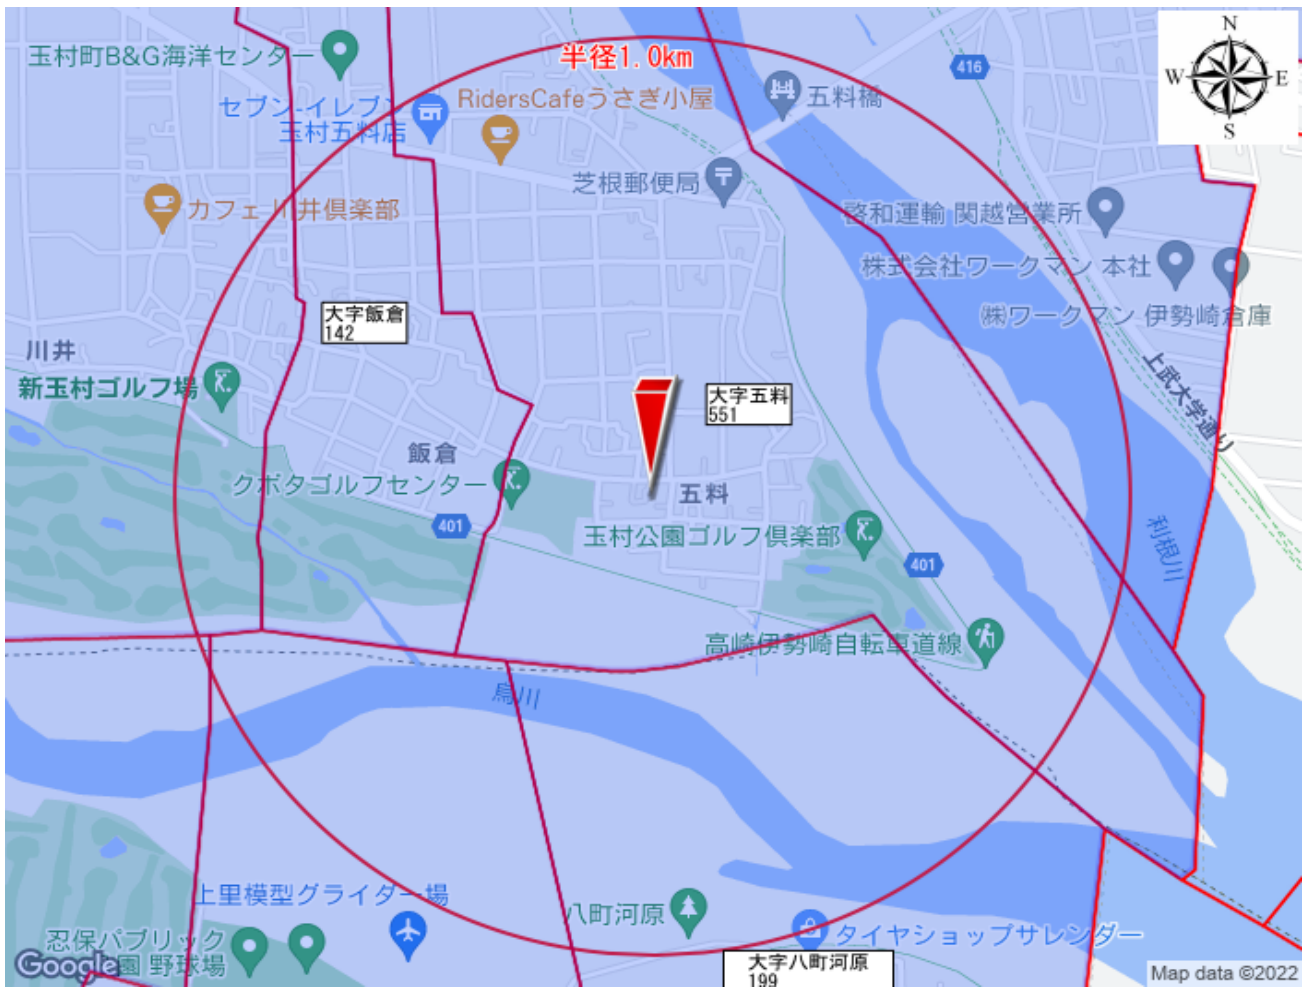 玉村町B&G海洋センター
半径1.0km
416
N
W E
S
セブン-イレブン
玉村五料店
RidersCafeうさぎ小屋
五料橋
芝根郵便局
カフェ 川井倶楽部
啓和運輸 関越営業所
株式会社ワークマン 本社
㈱ワークマン 伊勢崎倉庫
大字飯倉
142
川井
新玉村ゴルフ場
上武大学通り
大字五料
551
飯倉
クボタゴルフセンター
五料
401
玉村公園ゴルフ倶楽部
401
利根川
高崎伊勢崎自転車道線
烏川
上里模型グライダー場
八町河原
タイヤショップサレンダー
忍保パブリック
公園 野球場
大字八町河原
199
Google
Map data ©2022